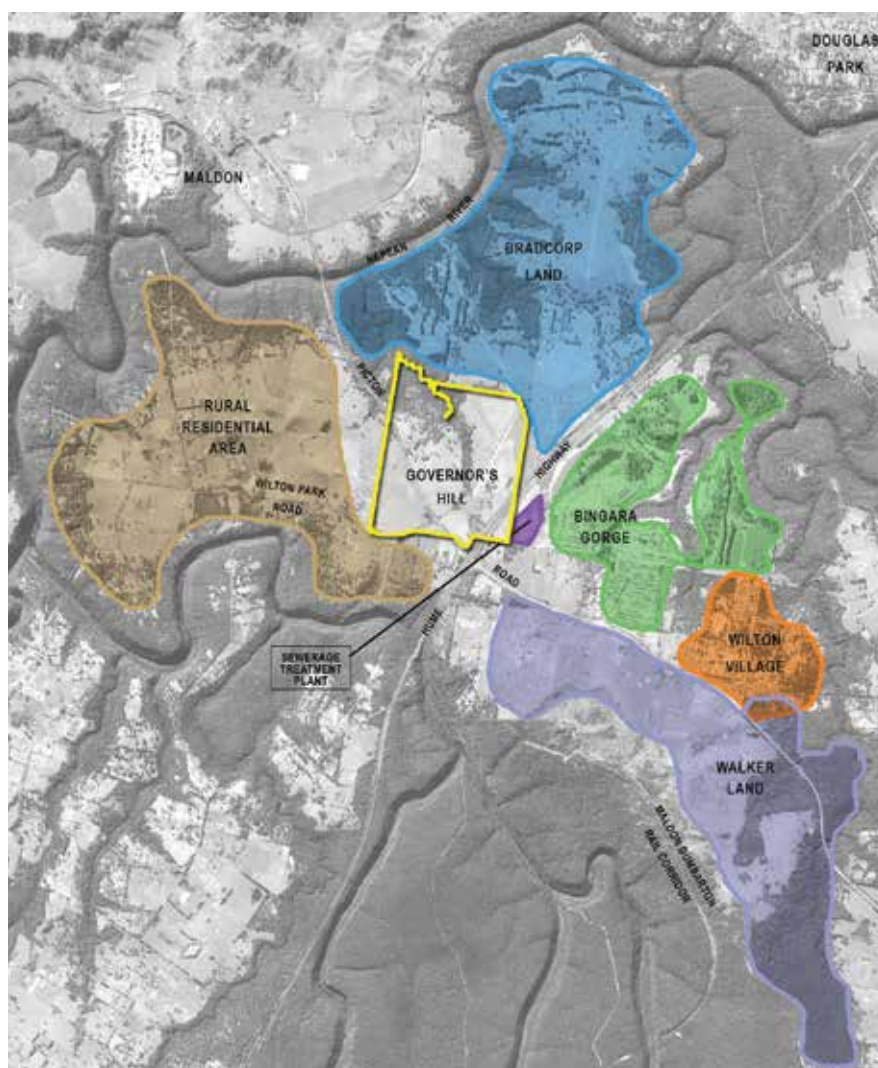 DOUGLAS
PARK
MALDON
NEPEAN RIVER
BRADCORP
LAND
PICTON
RURAL
RESIDENTIAL
AREA
WILTON PARK
ROAD
GOVERNOR'S
HILL
HIGHWAY
BINGARA
GORGE
ROAD
HUME
SEWERAGE
TREATMENT
PLANT
WILTON
VILLAGE
WALKER
LAND
MALDON DOMBARTON
RAIL CORRIDOR